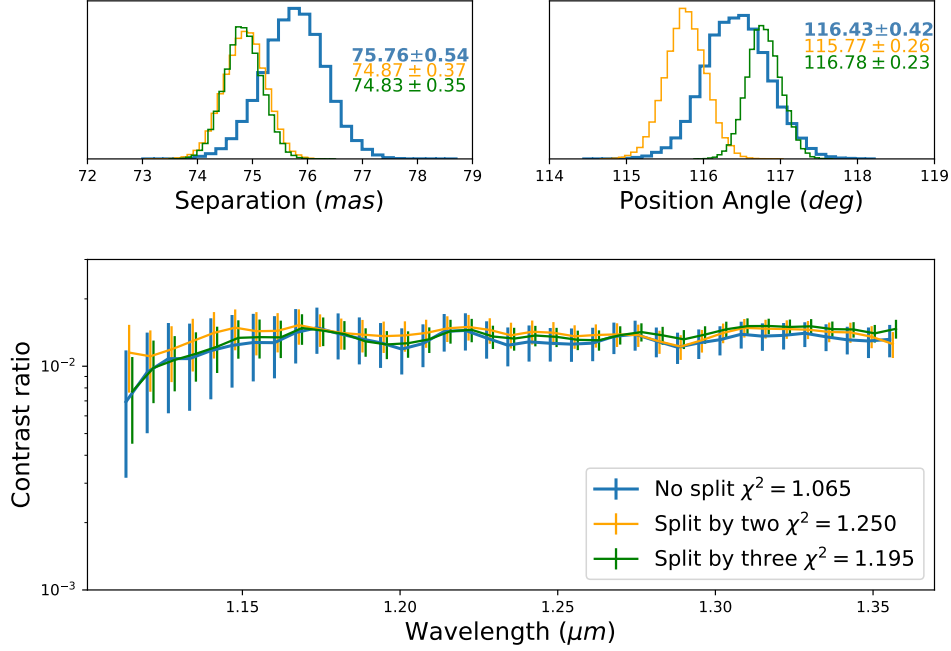 75.76±0.54
74.87 ± 0.37
74.83 ± 0.35
72 73 74 75 76 77 78 79
Separation (mas)
116.43±0.42
115.77 ± 0.26
116.78 ± 0.23
114 115 116 117 118 119
Position Angle (deg)
Contrast ratio
10⁻²
10⁻³
No split χ² = 1.065
Split by two χ² = 1.250
Split by three χ² = 1.195
1.15 1.20 1.25 1.30 1.35
Wavelength (μm)